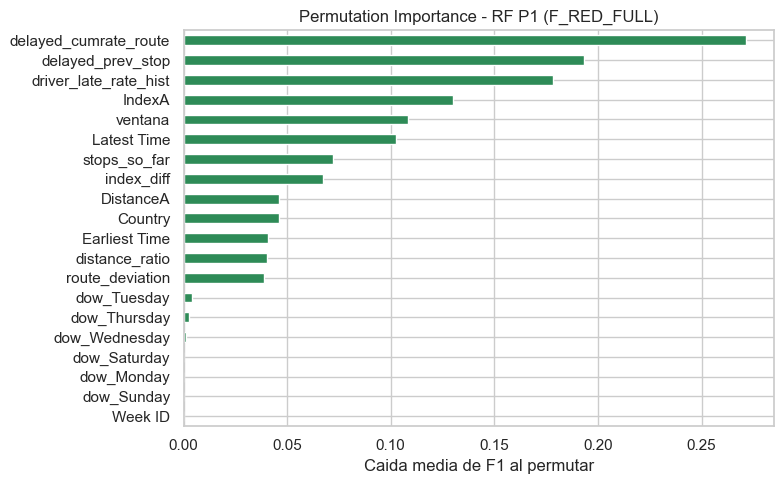 Permutation Importance - RF P1 (F_RED_FULL)
delayed_cumrate_route
delayed_prev_stop
driver_late_rate_hist
IndexA
ventana
Latest Time
stops_so_far
index_diff
DistanceA
Country
Earliest Time
distance_ratio
route_deviation
dow_Tuesday
dow_Thursday
dow_Wednesday
dow_Saturday
dow_Monday
dow_Sunday
Week ID
0.00 0.05 0.10 0.15 0.20 0.25
Caida media de F1 al permutar